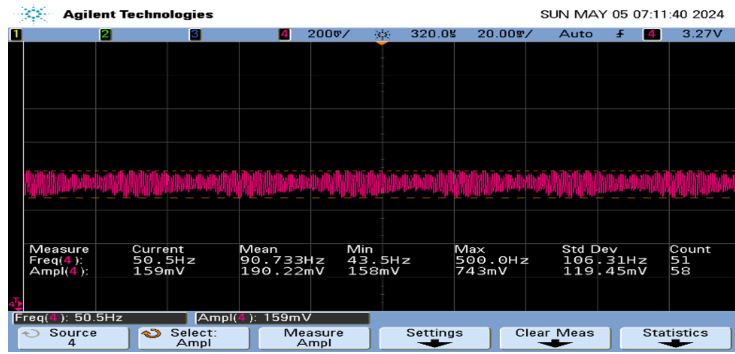 Agilent Technologies SUN MAY 05 07:11:40 2024
1 2 3 4 200▽/ 320.0 20.00▽/ Auto 4 3.27V
Measure Current Mean Min Max Std Dev Count
Freq(4): 50.5Hz 90.733Hz 43.5Hz 500.0Hz 106.31Hz 51
Ampl(4): 159mV 190.22mV 158mV 743mV 119.45mV 58
Freq(4): 50.5Hz Ampl(4): 159mV
Source Select: Measure Settings Clear Meas Statistics
4 Ampl Ampl